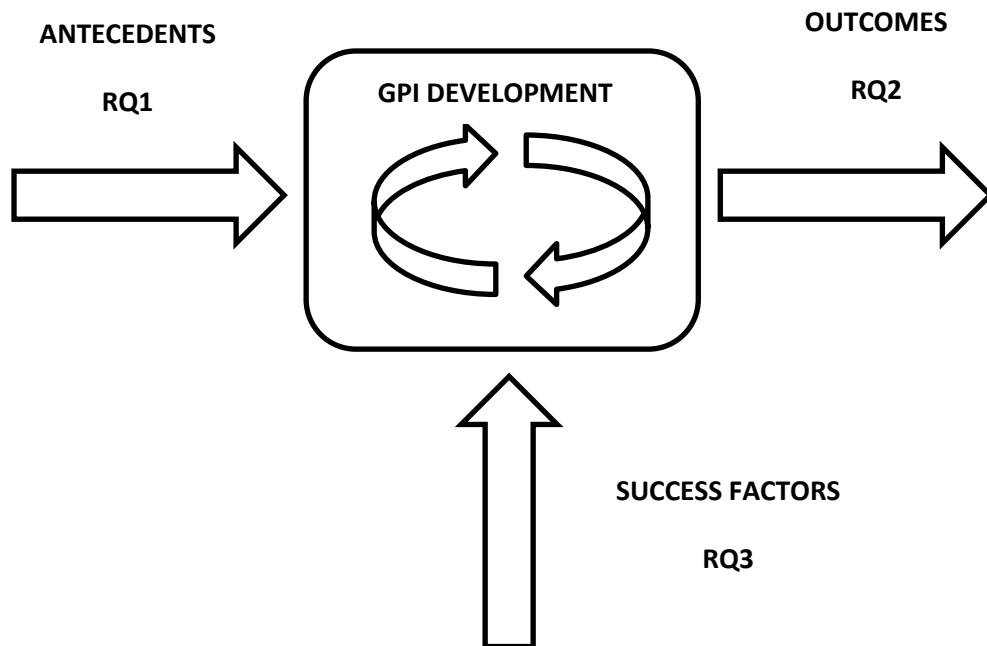 ANTECEDENTS
RQ1
GPI DEVELOPMENT
OUTCOMES
RQ2
SUCCESS FACTORS
RQ3